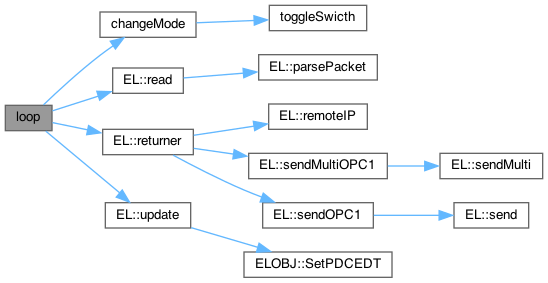 changeMode
toggleSwicth
EL::read
EL::parsePacket
loop
EL::returner
EL::remoteIP
EL::sendMultiOPC1
EL::sendMulti
EL::update
EL::sendOPC1
EL::send
ELOBJ::SetPDCEDT